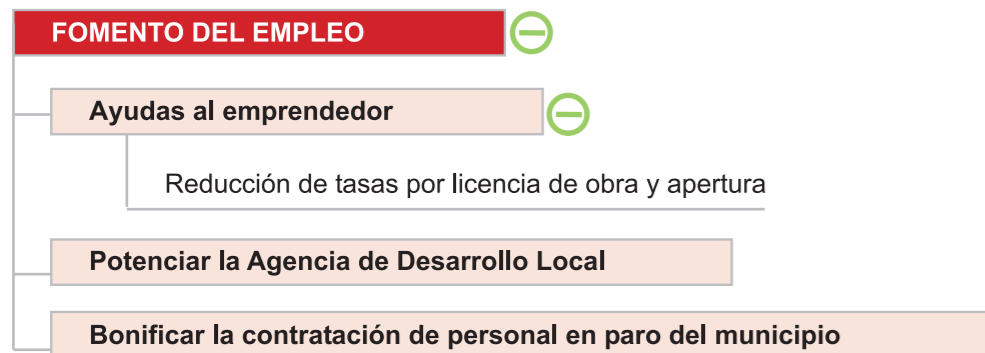 FOMENTO DEL EMPLEO
Ayudas al emprendedor
Reducción de tasas por licencia de obra y apertura
Potenciar la Agencia de Desarrollo Local
Bonificar la contratación de personal en paro del municipio